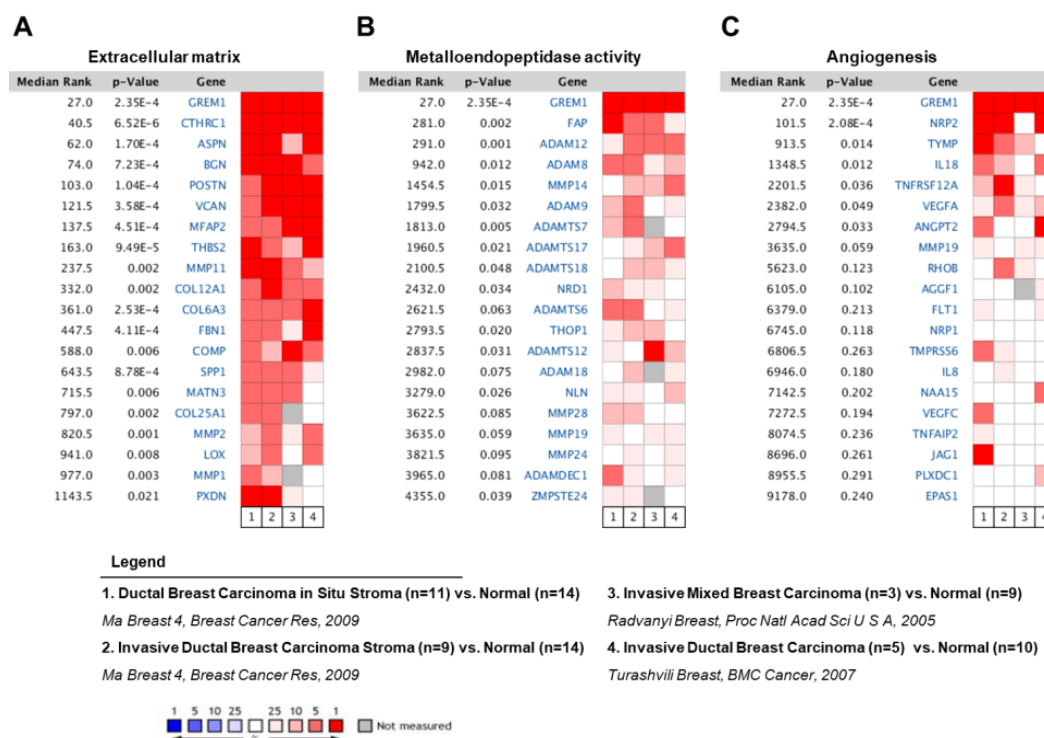 A
Extracellular matrix
Median Rank p-Value Gene
27.0 2.35E-4 GREM1
40.5 6.52E-6 CTHRC1
62.0 1.70E-4 ASPN
74.0 7.23E-4 BGN
103.0 1.04E-4 POSTN
121.5 3.58E-4 VCAN
137.5 4.51E-4 MFAP2
163.0 9.49E-5 THBS2
237.5 0.002 MMP11
332.0 0.002 COL12A1
361.0 2.53E-4 COL6A3
447.5 4.11E-4 FBN1
588.0 0.006 COMP
643.5 8.78E-4 SPP1
715.5 0.006 MATN3
797.0 0.002 COL25A1
820.5 0.001 MMP2
941.0 0.008 LOX
977.0 0.003 MMP1
1143.5 0.021 PXDN
1 2 3 4
B
Metalloendopeptidase activity
Median Rank p-Value Gene
27.0 2.35E-4 GREM1
281.0 0.002 FAP
291.0 0.001 ADAM12
942.0 0.012 ADAM8
1454.5 0.015 MMP14
1799.5 0.032 ADAM9
1813.0 0.005 ADAMTS7
1960.5 0.021 ADAMTS17
2100.5 0.048 ADAMTS18
2432.0 0.034 NRD1
2621.5 0.063 ADAMTS6
2793.5 0.020 THOP1
2837.5 0.031 ADAMTS12
2982.0 0.075 ADAM18
3279.0 0.026 NLN
3622.5 0.085 MMP28
3635.0 0.059 MMP19
3821.5 0.095 MMP24
3965.0 0.081 ADAMDEC1
4355.0 0.039 ZMPSTE24
1 2 3 4
C
Angiogenesis
Median Rank p-Value Gene
27.0 2.35E-4 GREM1
101.5 2.08E-4 NRP2
913.5 0.014 TYMP
1348.5 0.012 IL18
2201.5 0.036 TNFRSF12A
2382.0 0.049 VEGFA
2794.5 0.033 ANGPT2
3635.0 0.059 MMP19
5623.0 0.123 RHOB
6105.0 0.102 AGGF1
6379.0 0.213 FLT1
6745.0 0.118 NRP1
6806.5 0.263 TMPRSS6
6946.0 0.180 IL8
7142.5 0.202 NAA15
7272.5 0.194 VEGFC
8074.5 0.236 TNFAIP2
8696.0 0.261 JAG1
8955.5 0.291 PLXDC1
9178.0 0.240 EPAS1
1 2 3 4
Legend
1. Ductal Breast Carcinoma in Situ Stroma (n=11) vs. Normal (n=14)
Ma Breast 4, Breast Cancer Res, 2009
2. Invasive Ductal Breast Carcinoma Stroma (n=9) vs. Normal (n=14)
Ma Breast 4, Breast Cancer Res, 2009
3. Invasive Mixed Breast Carcinoma (n=3) vs. Normal (n=9)
Radvanyi Breast, Proc Natl Acad Sci U S A, 2005
4. Invasive Ductal Breast Carcinoma (n=5) vs. Normal (n=10)
Turashvili Breast, BMC Cancer, 2007
1 5 10 25 25 10 5 1
Not measured